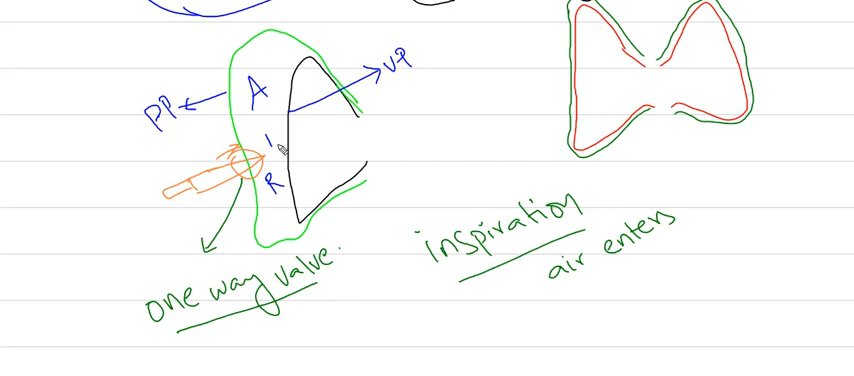 VP
PP
A
I
R
one way valve.
inspiration
air enters